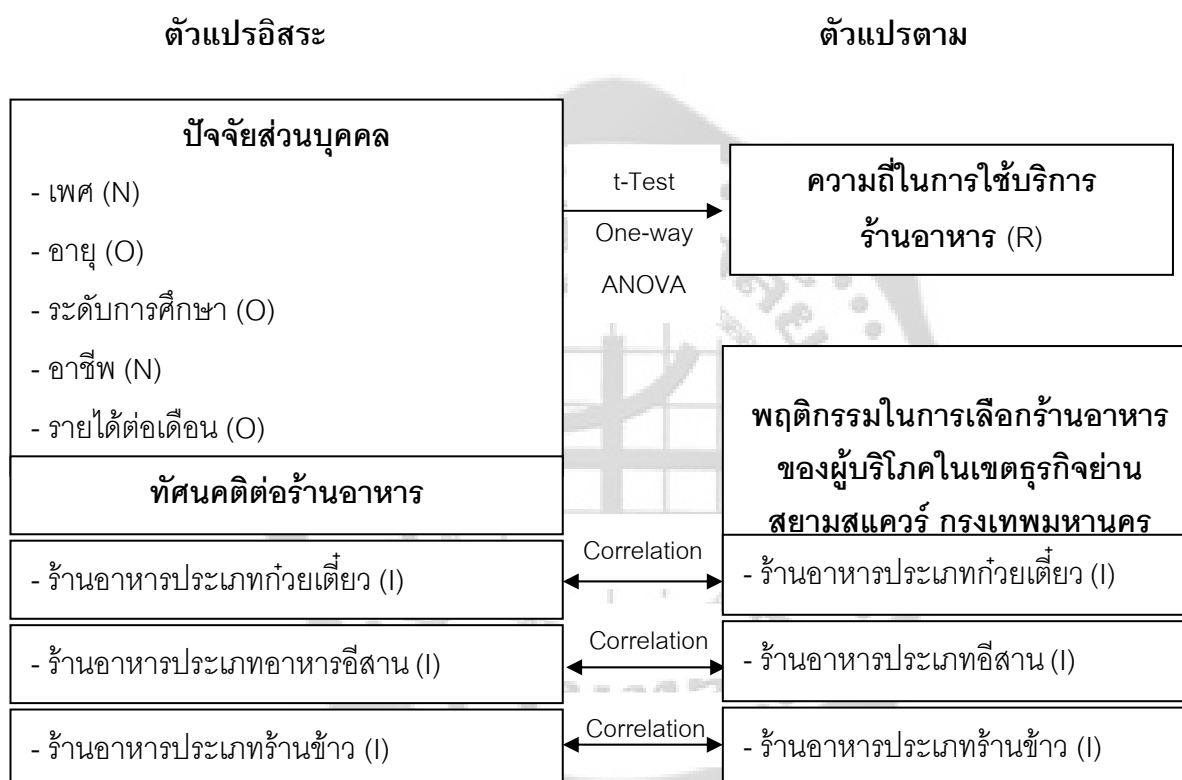 ตัวแปรอิสระ
ตัวแปรตาม
ปัจจัยส่วนบุคคล
- เพศ (N)
- อายุ (O)
- ระดับการศึกษา (O)
- อาชีพ (N)
- รายได้ต่อเดือน (O)
t-Test
One-way
ANOVA
ความถี่ในการใช้บริการ
ร้านอาหาร (R)
ทัศนคติต่อร้านอาหาร
พฤติกรรมในการเลือกร้านอาหาร
ของผู้บริโภคในเขตธุรกิจย่าน
สยามสแควร์ กรุงเทพมหานคร
- ร้านอาหารประเภทก๋วยเตี๋ยว (I)
Correlation
- ร้านอาหารประเภทก๋วยเตี๋ยว (I)
- ร้านอาหารประเภทอาหารอีสาน (I)
Correlation
- ร้านอาหารประเภทอีสาน (I)
- ร้านอาหารประเภทร้านข้าว (I)
Correlation
- ร้านอาหารประเภทร้านข้าว (I)